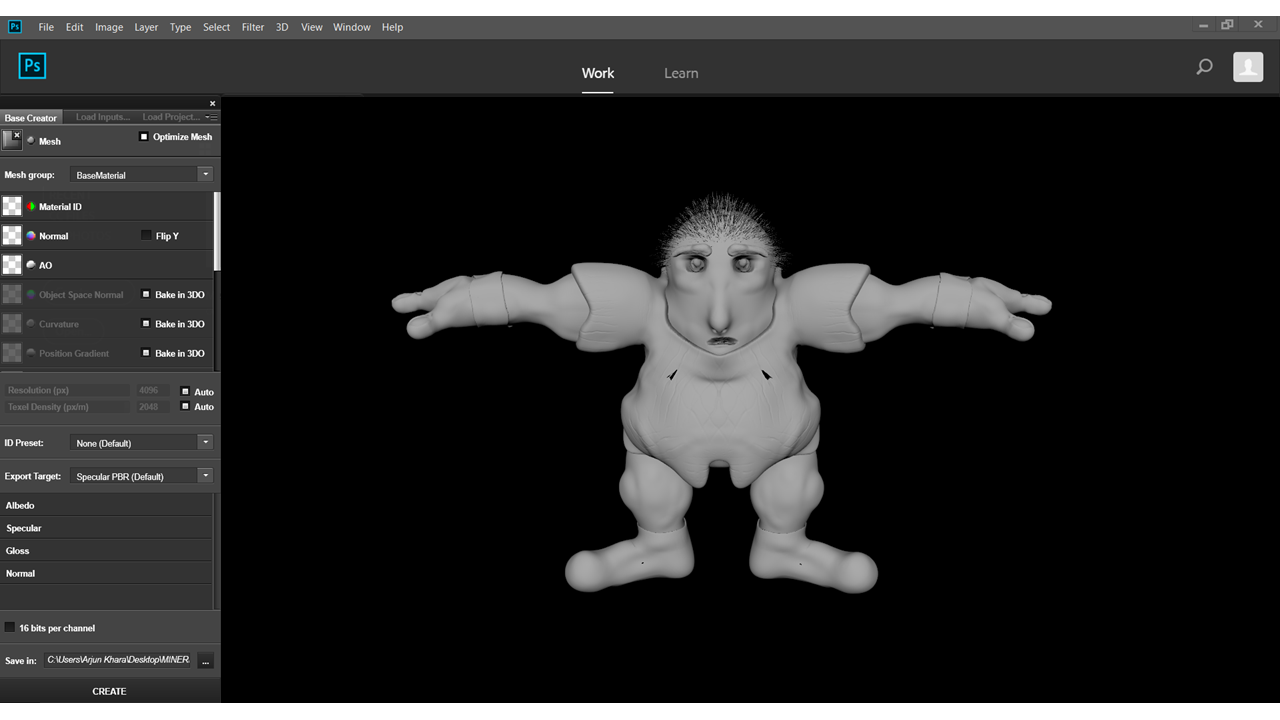 Ps File Edit Image Layer Type Select Filter 3D View Window Help
Ps
Work Learn
Base Creator Load Inputs... Load Project...
Mesh Optimize Mesh
Mesh group: BaseMaterial
Material ID
Normal Flip Y
AO
Object Space Normal Bake in 3DO
Curvature Bake in 3DO
Position Gradient Bake in 3DO
Resolution (px) 4096 Auto
Texel Density (px/m) 2048 Auto
ID Preset: None (Default)
Export Target: Specular PBR (Default)
Albedo
Specular
Gloss
Normal
16 bits per channel
Save in: C:\Users\Arjun Khara\Desktop\MINER. ...
CREATE